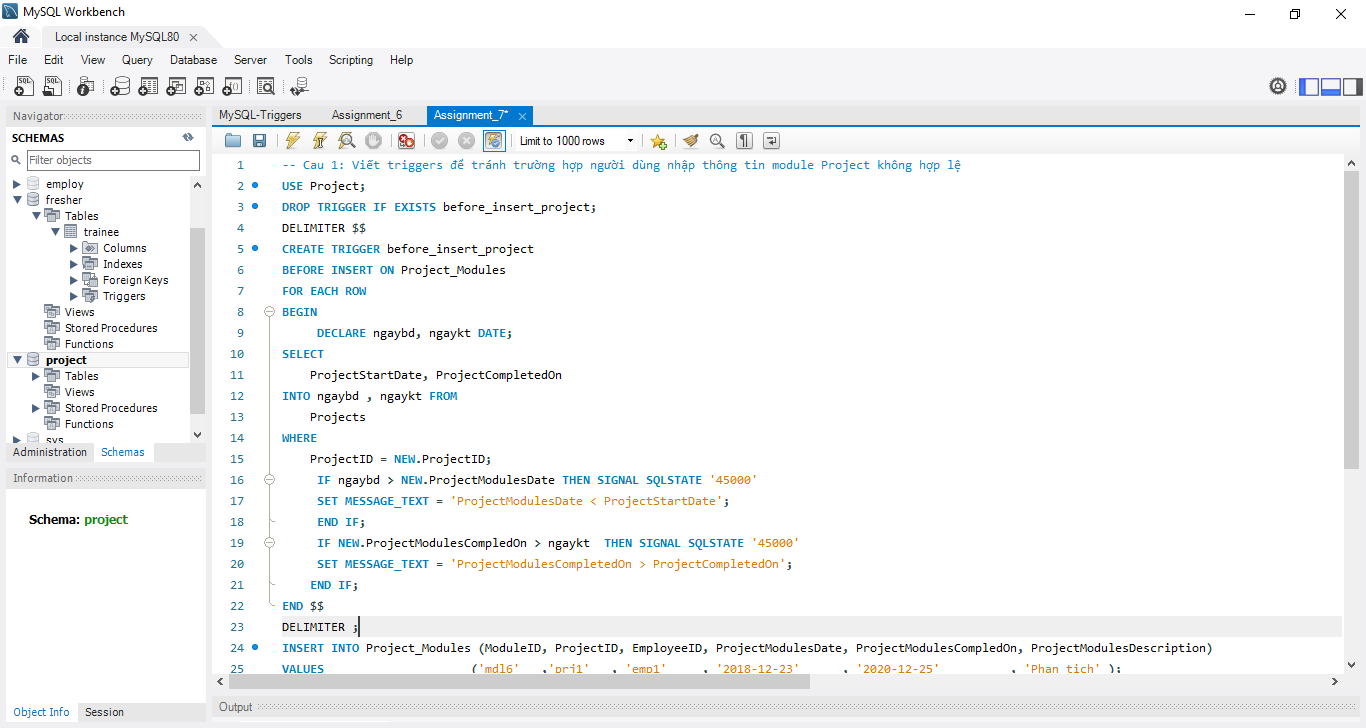 MySQL Workbench
Local instance MySQL80
File Edit View Query Database Server Tools Scripting Help
Navigator
SCHEMAS
Filter objects
employ
fresher
Tables
trainee
Columns
Indexes
Foreign Keys
Triggers
Views
Stored Procedures
Functions
project
Tables
Views
Stored Procedures
Functions
sys
Administration Schemas
Information
Schema: project
Object Info Session
MySQL-Triggers Assignment_6 Assignment_7*
Limit to 1000 rows
1 -- Cau 1: Viết triggers để tránh trường hợp người dùng nhập thông tin module Project không hợp lệ
2 USE Project;
3 DROP TRIGGER IF EXISTS before_insert_project;
4 DELIMITER $$
5 CREATE TRIGGER before_insert_project
6 BEFORE INSERT ON Project_Modules
7 FOR EACH ROW
8 BEGIN
9 DECLARE ngaybd, ngaykt DATE;
10 SELECT
11 ProjectStartDate, ProjectCompletedOn
12 INTO ngaybd , ngaykt FROM
13 Projects
14 WHERE
15 ProjectID = NEW.ProjectID;
16 IF ngaybd > NEW.ProjectModulesDate THEN SIGNAL SQLSTATE '45000'
17 SET MESSAGE_TEXT = 'ProjectModulesDate < ProjectStartDate';
18 END IF;
19 IF NEW.ProjectModulesCompledOn > ngaykt THEN SIGNAL SQLSTATE '45000'
20 SET MESSAGE_TEXT = 'ProjectModulesCompletedOn > ProjectCompletedOn';
21 END IF;
22 END $$
23 DELIMITER ;
24 INSERT INTO Project_Modules (ModuleID, ProjectID, EmployeeID, ProjectModulesDate, ProjectModulesCompledOn, ProjectModulesDescription)
25 VALUES ('mdl6' ,'prj1' , 'emp1' , '2018-12-23' , '2020-12-25' , 'Phan tich' );
Output